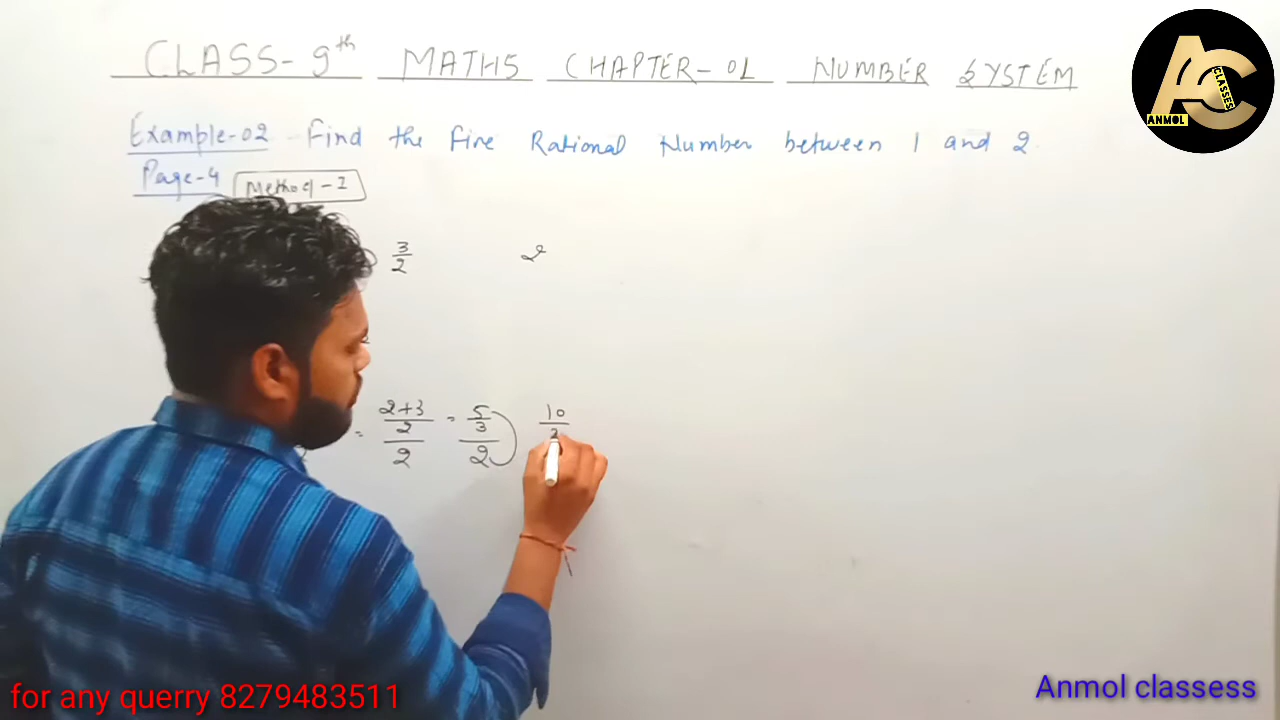 CLASS- 9th MATHS CHAPTER- 01 NUMBER SYSTEM
Example-02 Find the Five Rational Number between 1 and 2
Page-4 Method-I
3/2 2
= 2+3/2/2 = 5/3/2 10/2
AC
CLASSES
ANMOL
for any querry 8279483511
Anmol classess